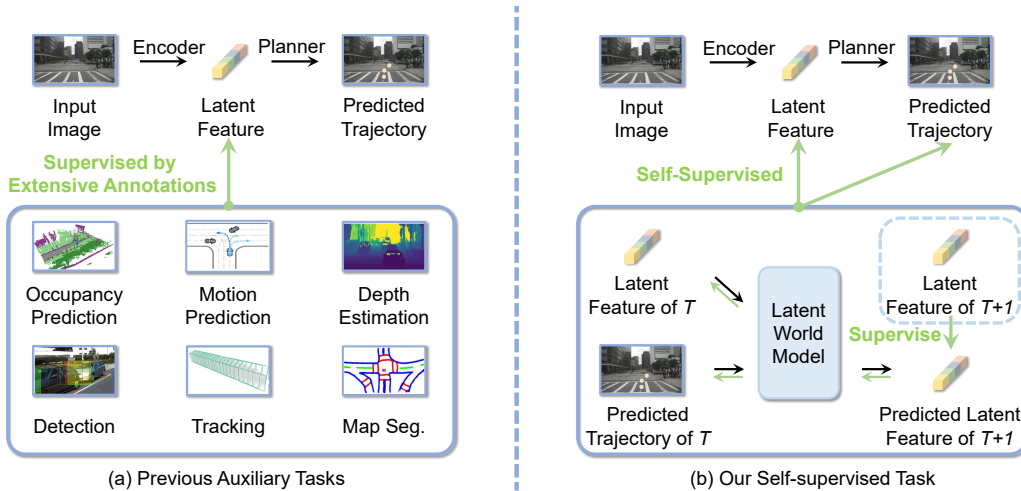 Encoder
Planner
Input
Image
Latent
Feature
Predicted
Trajectory
Supervised by
Extensive Annotations
Occupancy
Prediction
Motion
Prediction
Depth
Estimation
Detection
Tracking
Map Seg.
(a) Previous Auxiliary Tasks
Encoder
Planner
Input
Image
Latent
Feature
Predicted
Trajectory
Self-Supervised
Latent
Feature of T
Latent
World
Model
Latent
Feature of T+1
Supervise
Predicted
Trajectory of T
Predicted Latent
Feature of T+1
(b) Our Self-supervised Task